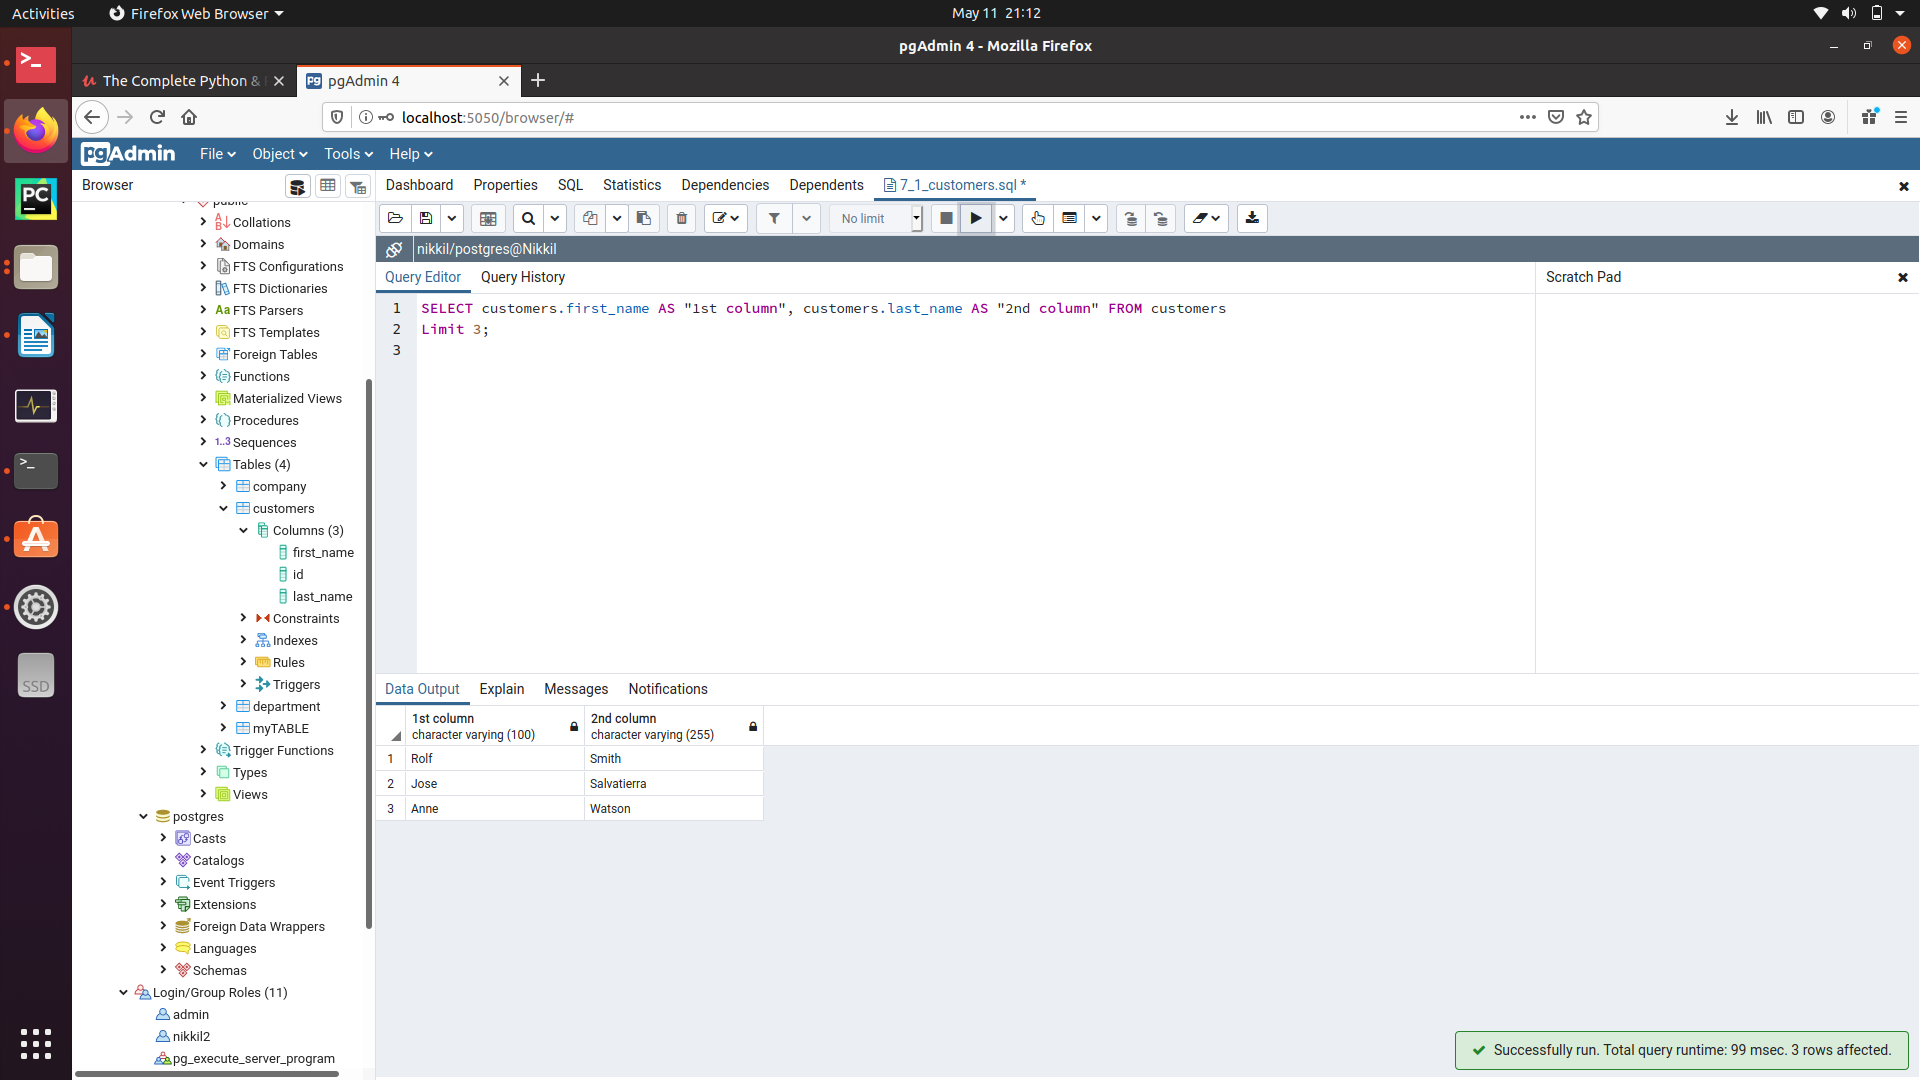 Activities
Firefox Web Browser
May 11 21:12
pgAdmin 4 - Mozilla Firefox
The Complete Python &
pgAdmin 4
localhost:5050/browser/#
pgAdmin
File
Object
Tools
Help
Browser
Dashboard
Properties
SQL
Statistics
Dependencies
Dependents
7_1_customers.sql *
No limit
nikkil/postgres@Nikkil
Query Editor
Query History
Scratch Pad
1 SELECT customers.first_name AS "1st column", customers.last_name AS "2nd column" FROM customers
2 Limit 3;
3
public
Collations
Domains
FTS Configurations
FTS Dictionaries
Aa FTS Parsers
FTS Templates
Foreign Tables
Functions
Materialized Views
Procedures
1..3 Sequences
Tables (4)
company
customers
Columns (3)
first_name
id
last_name
Constraints
Indexes
Rules
Triggers
department
myTABLE
Trigger Functions
Types
Views
postgres
Casts
Catalogs
Event Triggers
Extensions
Foreign Data Wrappers
Languages
Schemas
Login/Group Roles (11)
admin
nikkil2
pg_execute_server_program
Data Output
Explain
Messages
Notifications
1st column
character varying (100)
2nd column
character varying (255)
1 Rolf Smith
2 Jose Salvatierra
3 Anne Watson
Successfully run. Total query runtime: 99 msec. 3 rows affected.
PC
SSD